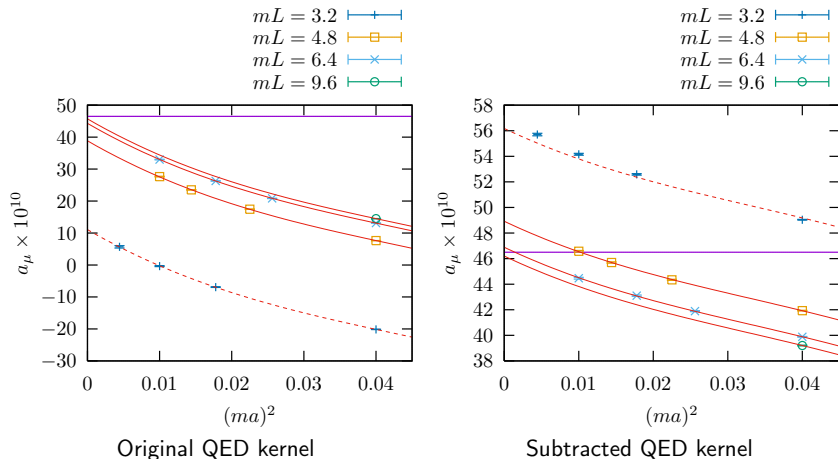 mL = 3.2
mL = 4.8
mL = 6.4
mL = 9.6
50
40
30
20
10
0
−10
−20
−30
a_μ × 10^10
0
0.01
0.02
0.03
0.04
(ma)^2
Original QED kernel
mL = 3.2
mL = 4.8
mL = 6.4
mL = 9.6
58
56
54
52
50
48
46
44
42
40
38
a_μ × 10^10
0
0.01
0.02
0.03
0.04
(ma)^2
Subtracted QED kernel